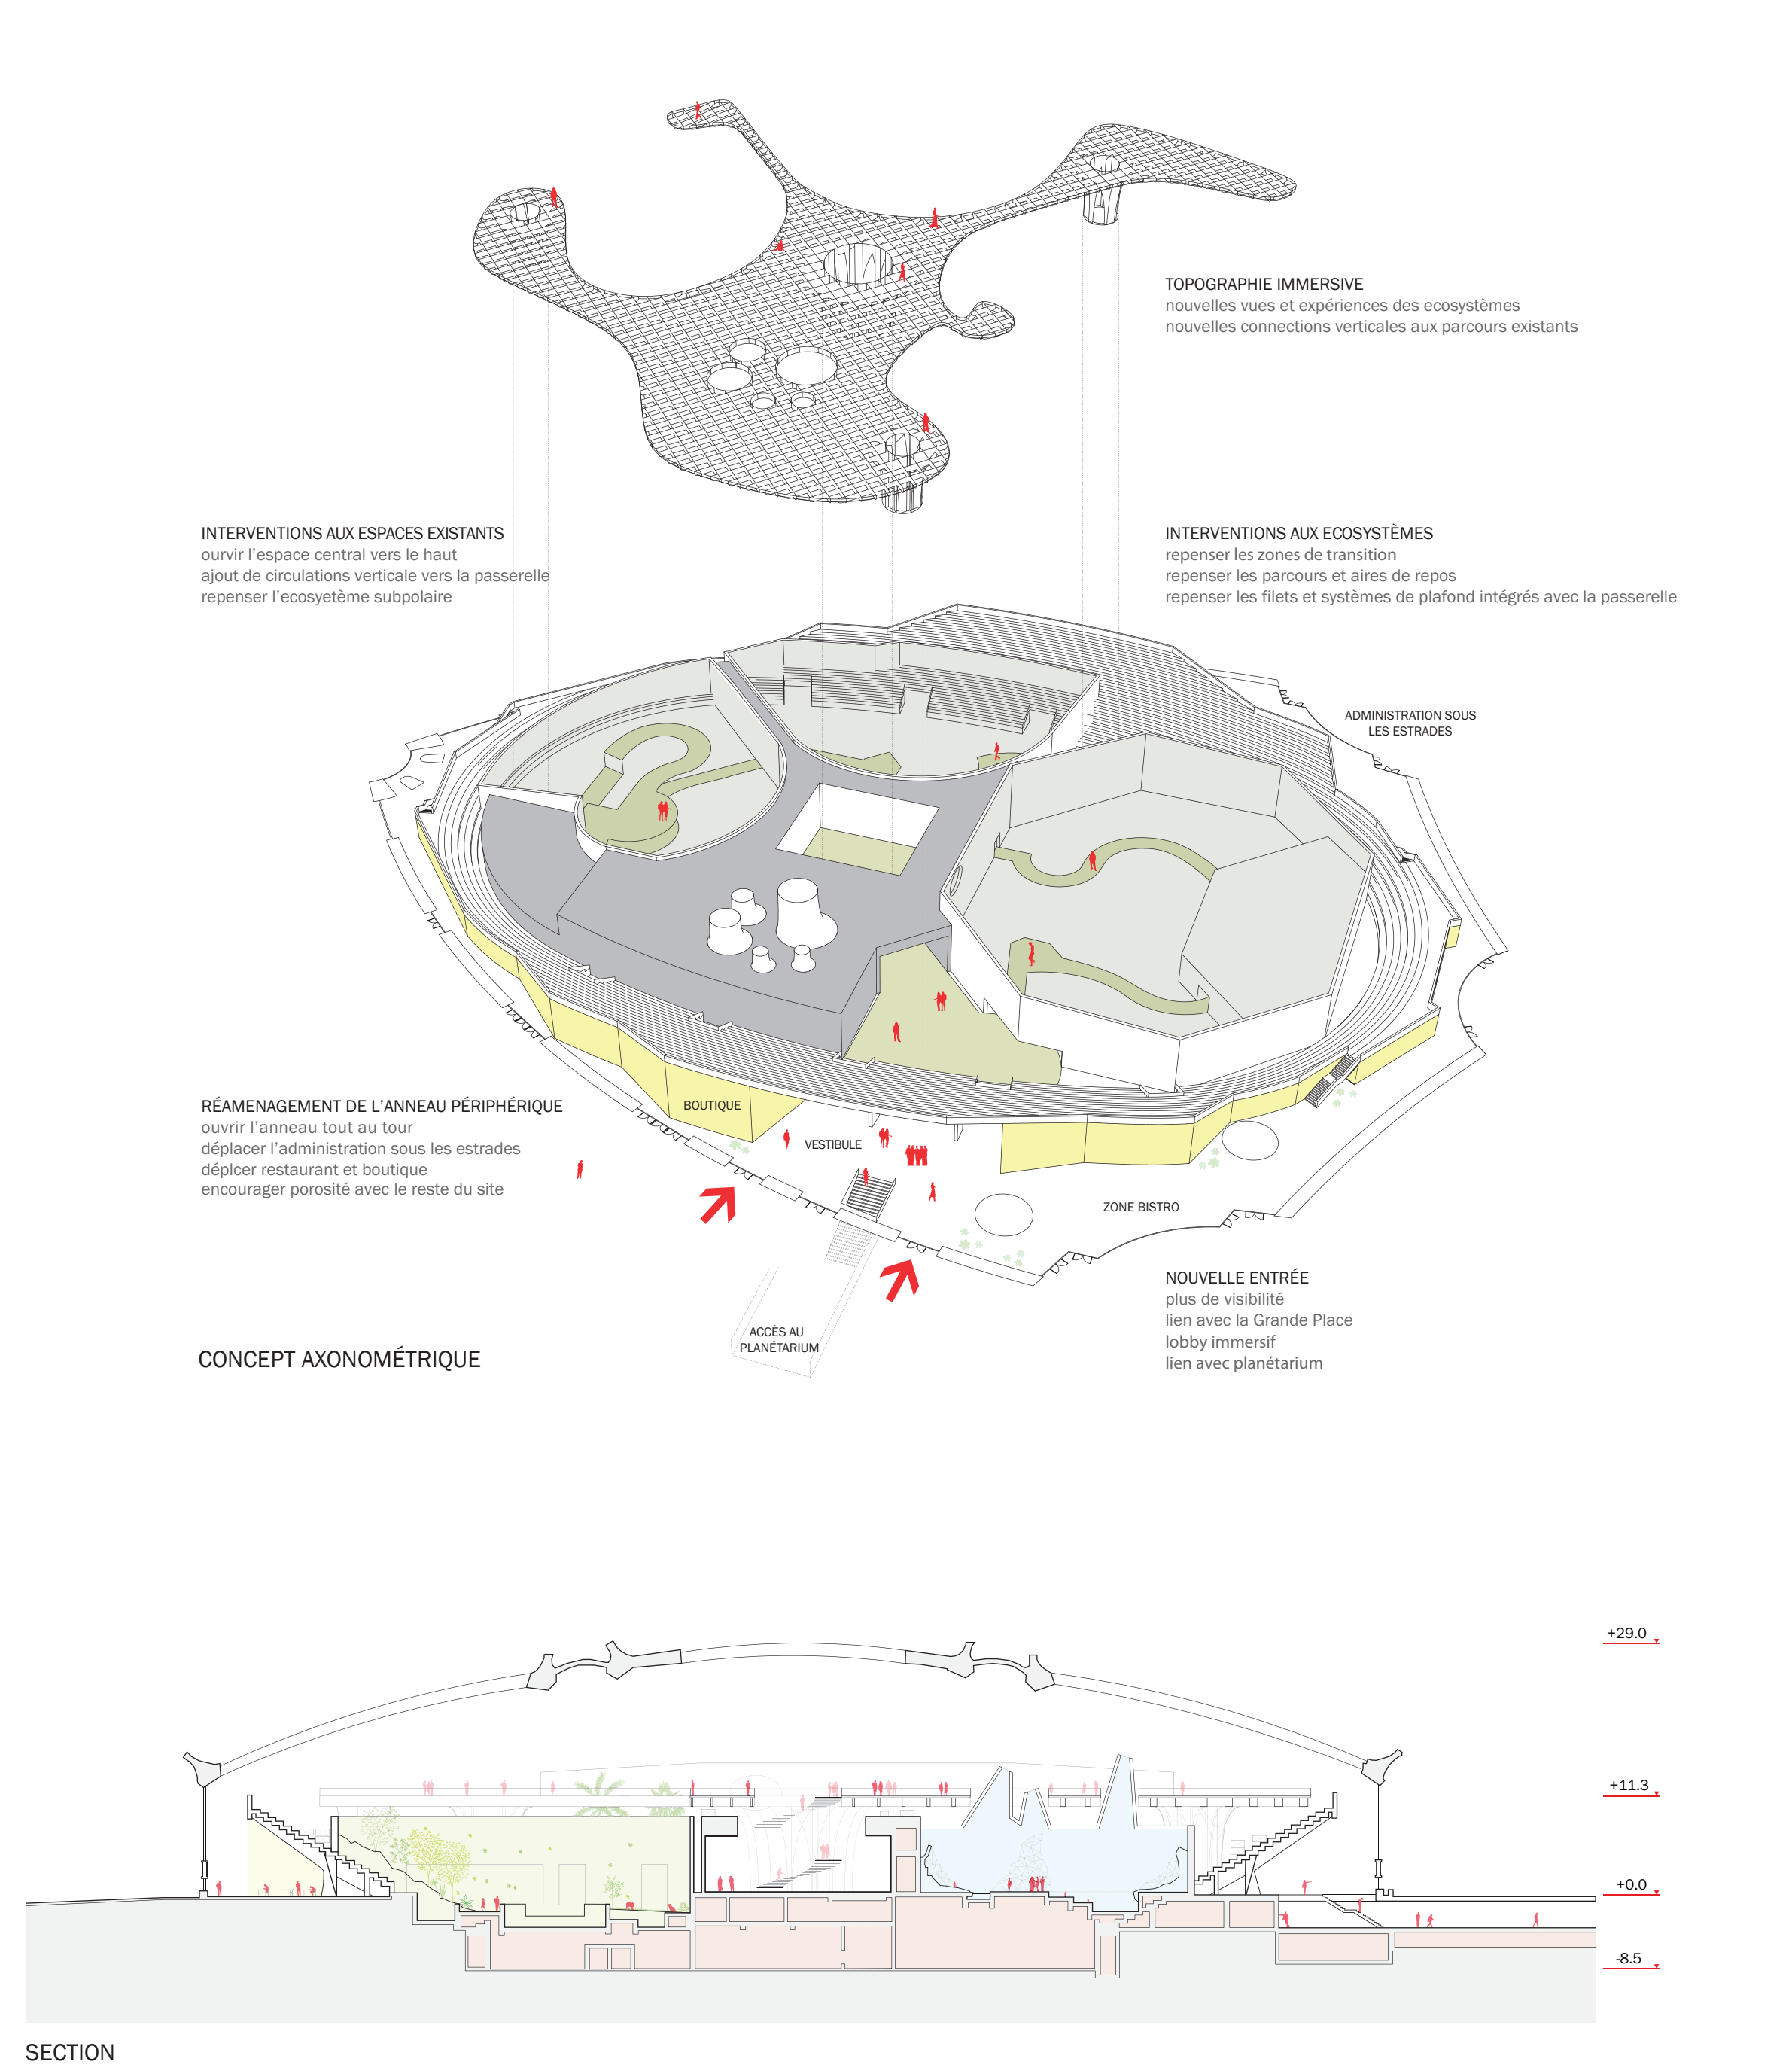 TOPOGRAPHIE IMMERSIVE
nouvelles vues et expériences des ecosystèmes
nouvelles connections verticales aux parcours existants
INTERVENTIONS AUX ESPACES EXISTANTS
ourvir l'espace central vers le haut
ajout de circulations verticale vers la passerelle
repenser l'ecosyetème subpolaire
INTERVENTIONS AUX ECOSYSTÈMES
repenser les zones de transition
repenser les parcours et aires de repos
repenser les filets et systèmes de plafond intégrés avec la passerelle
ADMINISTRATION SOUS
LES ESTRADES
RÉAMENAGEMENT DE L'ANNEAU PÉRIPHÉRIQUE
ouvrir l'anneau tout au tour
déplacer l'administration sous les estrades
déplcer restaurant et boutique
encourager porosité avec le reste du site
BOUTIQUE
VESTIBULE
ZONE BISTRO
ACCÈS AU
PLANÉTARIUM
NOUVELLE ENTRÉE
plus de visibilité
lien avec la Grande Place
lobby immersif
lien avec planétarium
CONCEPT AXONOMÉTRIQUE
+29.0
+11.3
+0.0
-8.5
SECTION